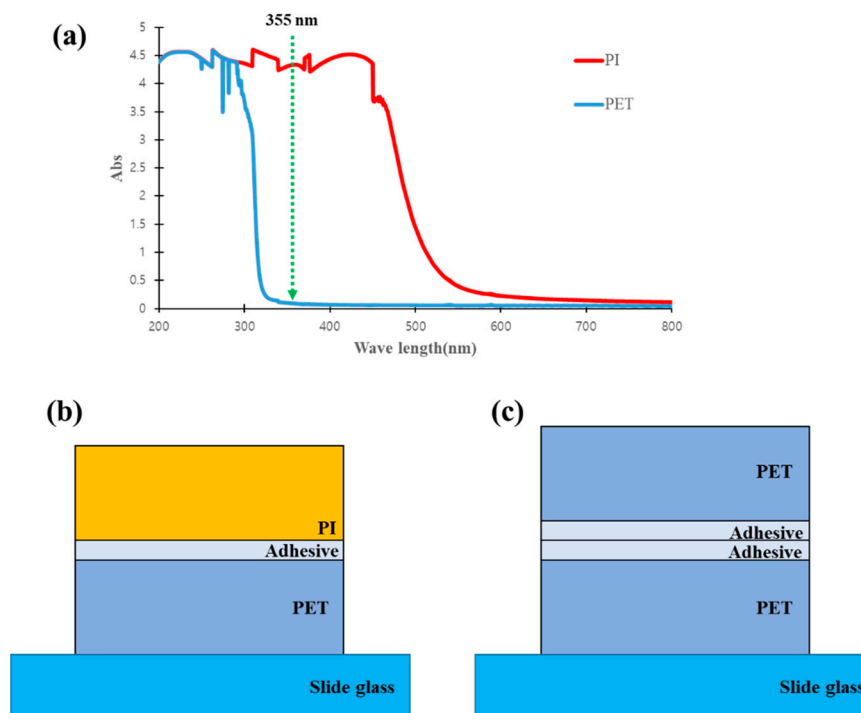 (a)
355 nm
5
4.5
4
3.5
3
2.5
2
1.5
1
0.5
0
Abs
200 300 400 500 600 700 800
Wave length(nm)
PI
PET
(b)
PI
Adhesive
PET
Slide glass
(c)
PET
Adhesive
Adhesive
PET
Slide glass